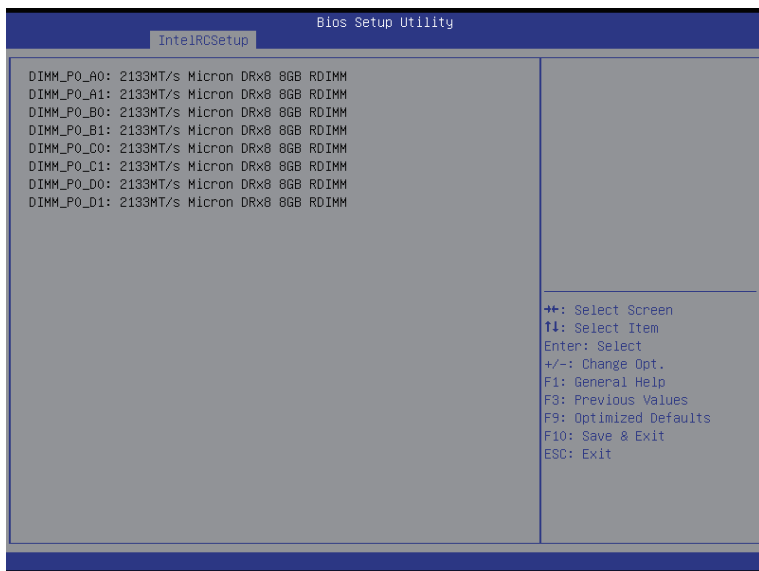 Bios Setup Utility
IntelRCSetup
DIMM_P0_A0: 2133MT/s Micron DRx8 8GB RDIMM
DIMM_P0_A1: 2133MT/s Micron DRx8 8GB RDIMM
DIMM_P0_B0: 2133MT/s Micron DRx8 8GB RDIMM
DIMM_P0_B1: 2133MT/s Micron DRx8 8GB RDIMM
DIMM_P0_C0: 2133MT/s Micron DRx8 8GB RDIMM
DIMM_P0_C1: 2133MT/s Micron DRx8 8GB RDIMM
DIMM_P0_D0: 2133MT/s Micron DRx8 8GB RDIMM
DIMM_P0_D1: 2133MT/s Micron DRx8 8GB RDIMM
→←: Select Screen
↑↓: Select Item
Enter: Select
+/-: Change Opt.
F1: General Help
F3: Previous Values
F9: Optimized Defaults
F10: Save & Exit
ESC: Exit